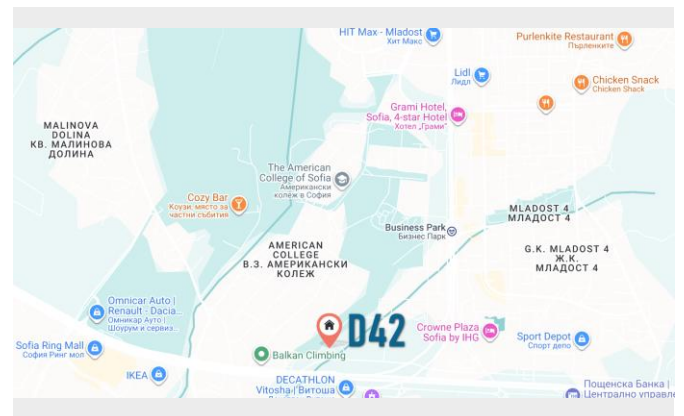 HIT Max - Mladost
Хит Макс
Purlenkite Restaurant
Пърленките
Lidl
Лидл
Chicken Snack
Chicken Shack
Grami Hotel,
Sofia, 4-star Hotel
Хотел „Грами“
MALINOVA
DOLINA
КВ. МАЛИНОВА
ДОЛИНА
The American
College of Sofia
Американски
колеж в София
Cozy Bar
Коузи, място за
частни събития
MLADOST 4
МЛАДОСТ 4
Business Park
Бизнес Парк
AMERICAN
COLLEGE
В.З. АМЕРИКАНСКИ
КОЛЕЖ
G.K. MLADOST 4
Ж.К.
МЛАДОСТ 4
Omnicar Auto |
Renault - Dacia...
Омникар Ауто |
Шоурум и сервиз...
D42
Crowne Plaza
Sofia by IHG
Sport Depot
Спорт депо
Sofia Ring Mall
София Ринг мол
Balkan Climbing
IKEA
DECATHLON
Vitosha | Витоша
Пощенска Банка |
Централно управле